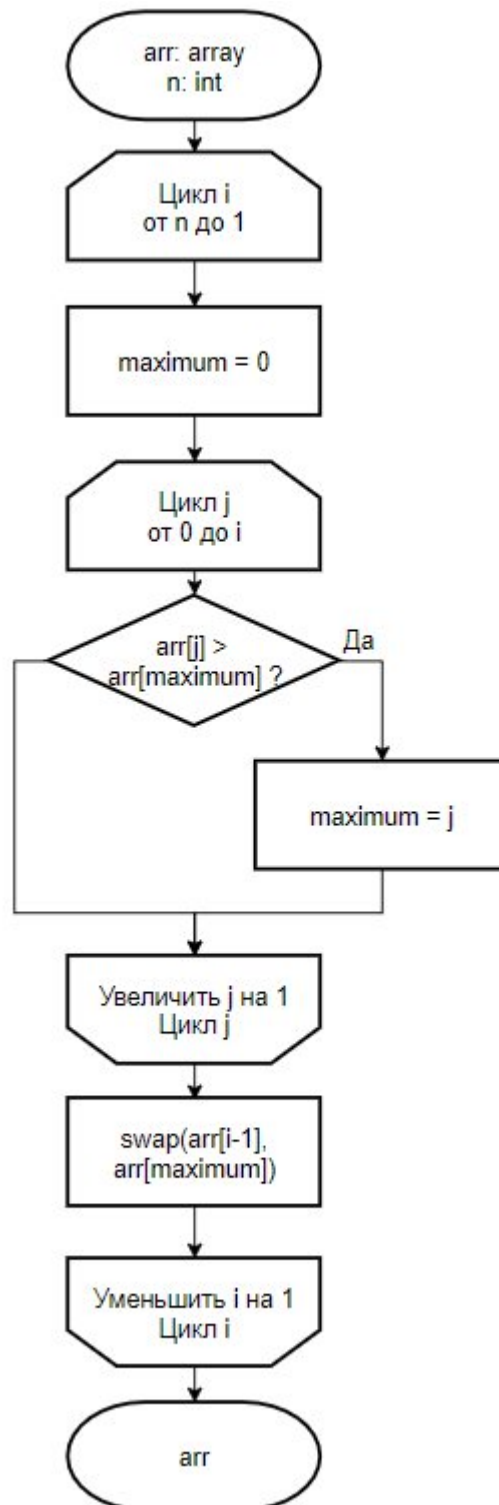 arr: array
n: int
Цикл i
от n до 1
maximum = 0
Цикл j
от 0 до i
arr[j] >
arr[maximum] ?
Да
maximum = j
Увеличить j на 1
Цикл j
swap(arr[i-1],
arr[maximum])
Уменьшить i на 1
Цикл i
arr